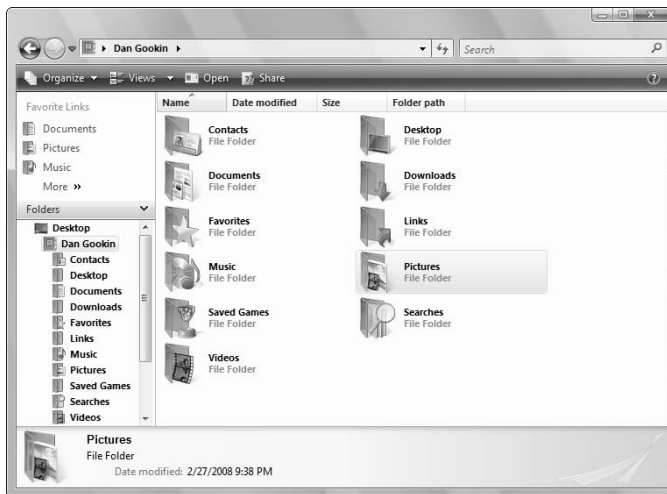 Dan Gookin
Search
Organize Views Open Share
Favorite Links
Documents
Pictures
Music
More »
Folders
Desktop
Dan Gookin
Contacts
Desktop
Documents
Downloads
Favorites
Links
Music
Pictures
Saved Games
Searches
Videos
Name Date modified Size Folder path
Contacts
File Folder
Desktop
File Folder
Documents
File Folder
Downloads
File Folder
Favorites
File Folder
Links
File Folder
Music
File Folder
Pictures
File Folder
Saved Games
File Folder
Searches
File Folder
Videos
File Folder
Pictures
File Folder
Date modified: 2/27/2008 9:38 PM